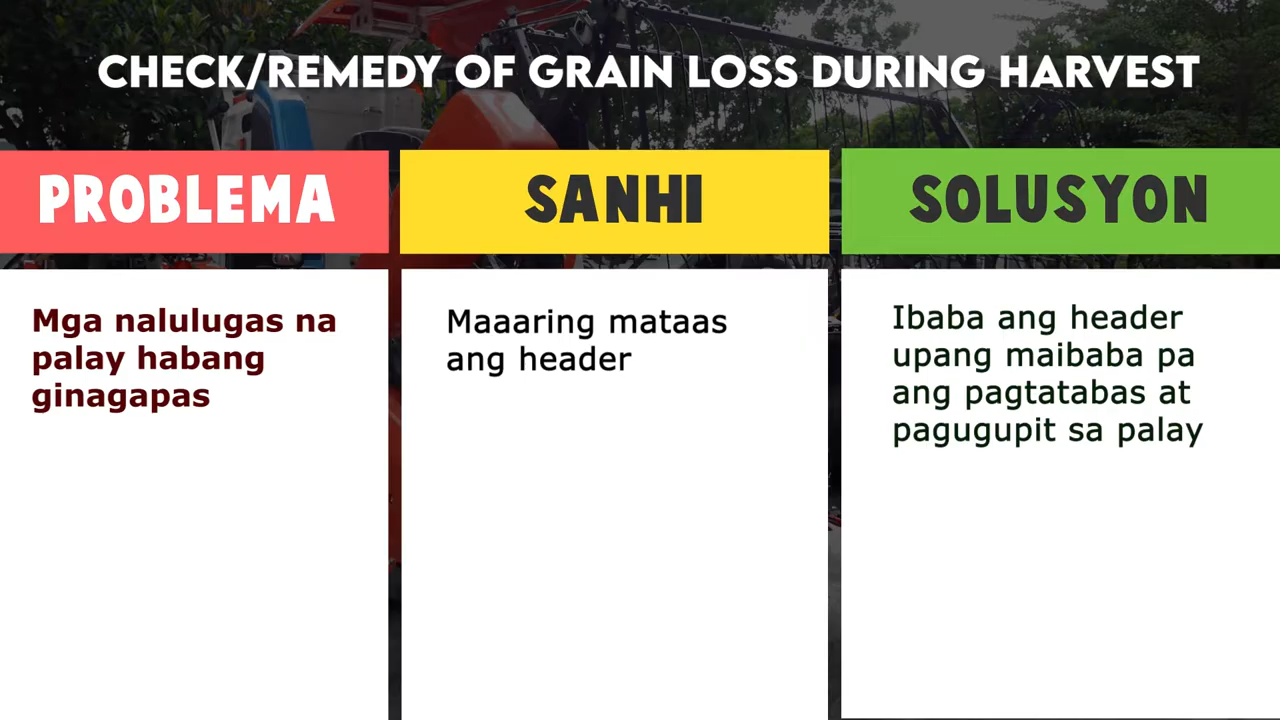 CHECK/REMEDY OF GRAIN LOSS DURING HARVEST
PROBLEMA
SANHI
SOLUSYON
Mga nalulugas na
palay habang
ginagapas
Maaaring mataas
ang header
Ibaba ang header
upang maibaba pa
ang pagtatabas at
pagugupit sa palay